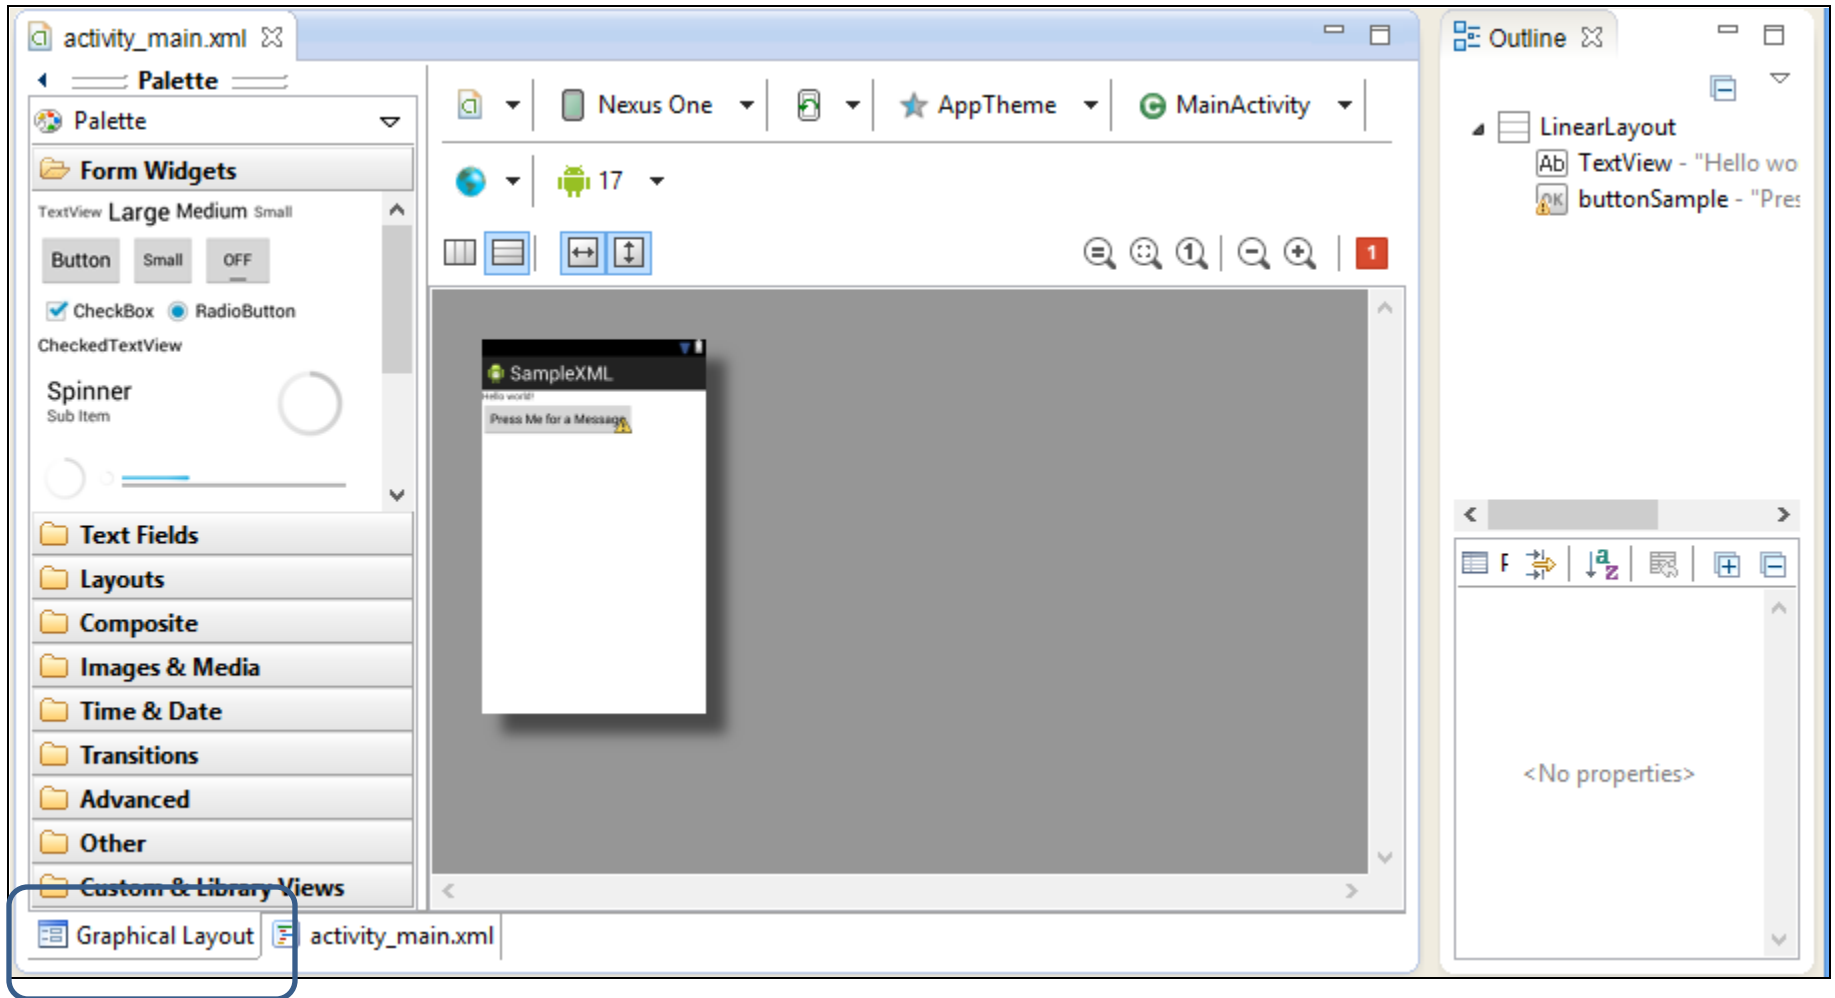 activity_main.xml
Palette
Palette
Form Widgets
TextView Large Medium Small
Button Small OFF
CheckBox RadioButton
CheckedTextView
Spinner
Sub Item
Text Fields
Layouts
Composite
Images & Media
Time & Date
Transitions
Advanced
Other
Custom & Library Views
Graphical Layout activity_main.xml
Nexus One AppTheme MainActivity
17
1
SampleXML
Hello world!
Press Me for a Message
Outline
LinearLayout
Ab TextView - "Hello wo
OK buttonSample - "Pres
a
z
<No properties>